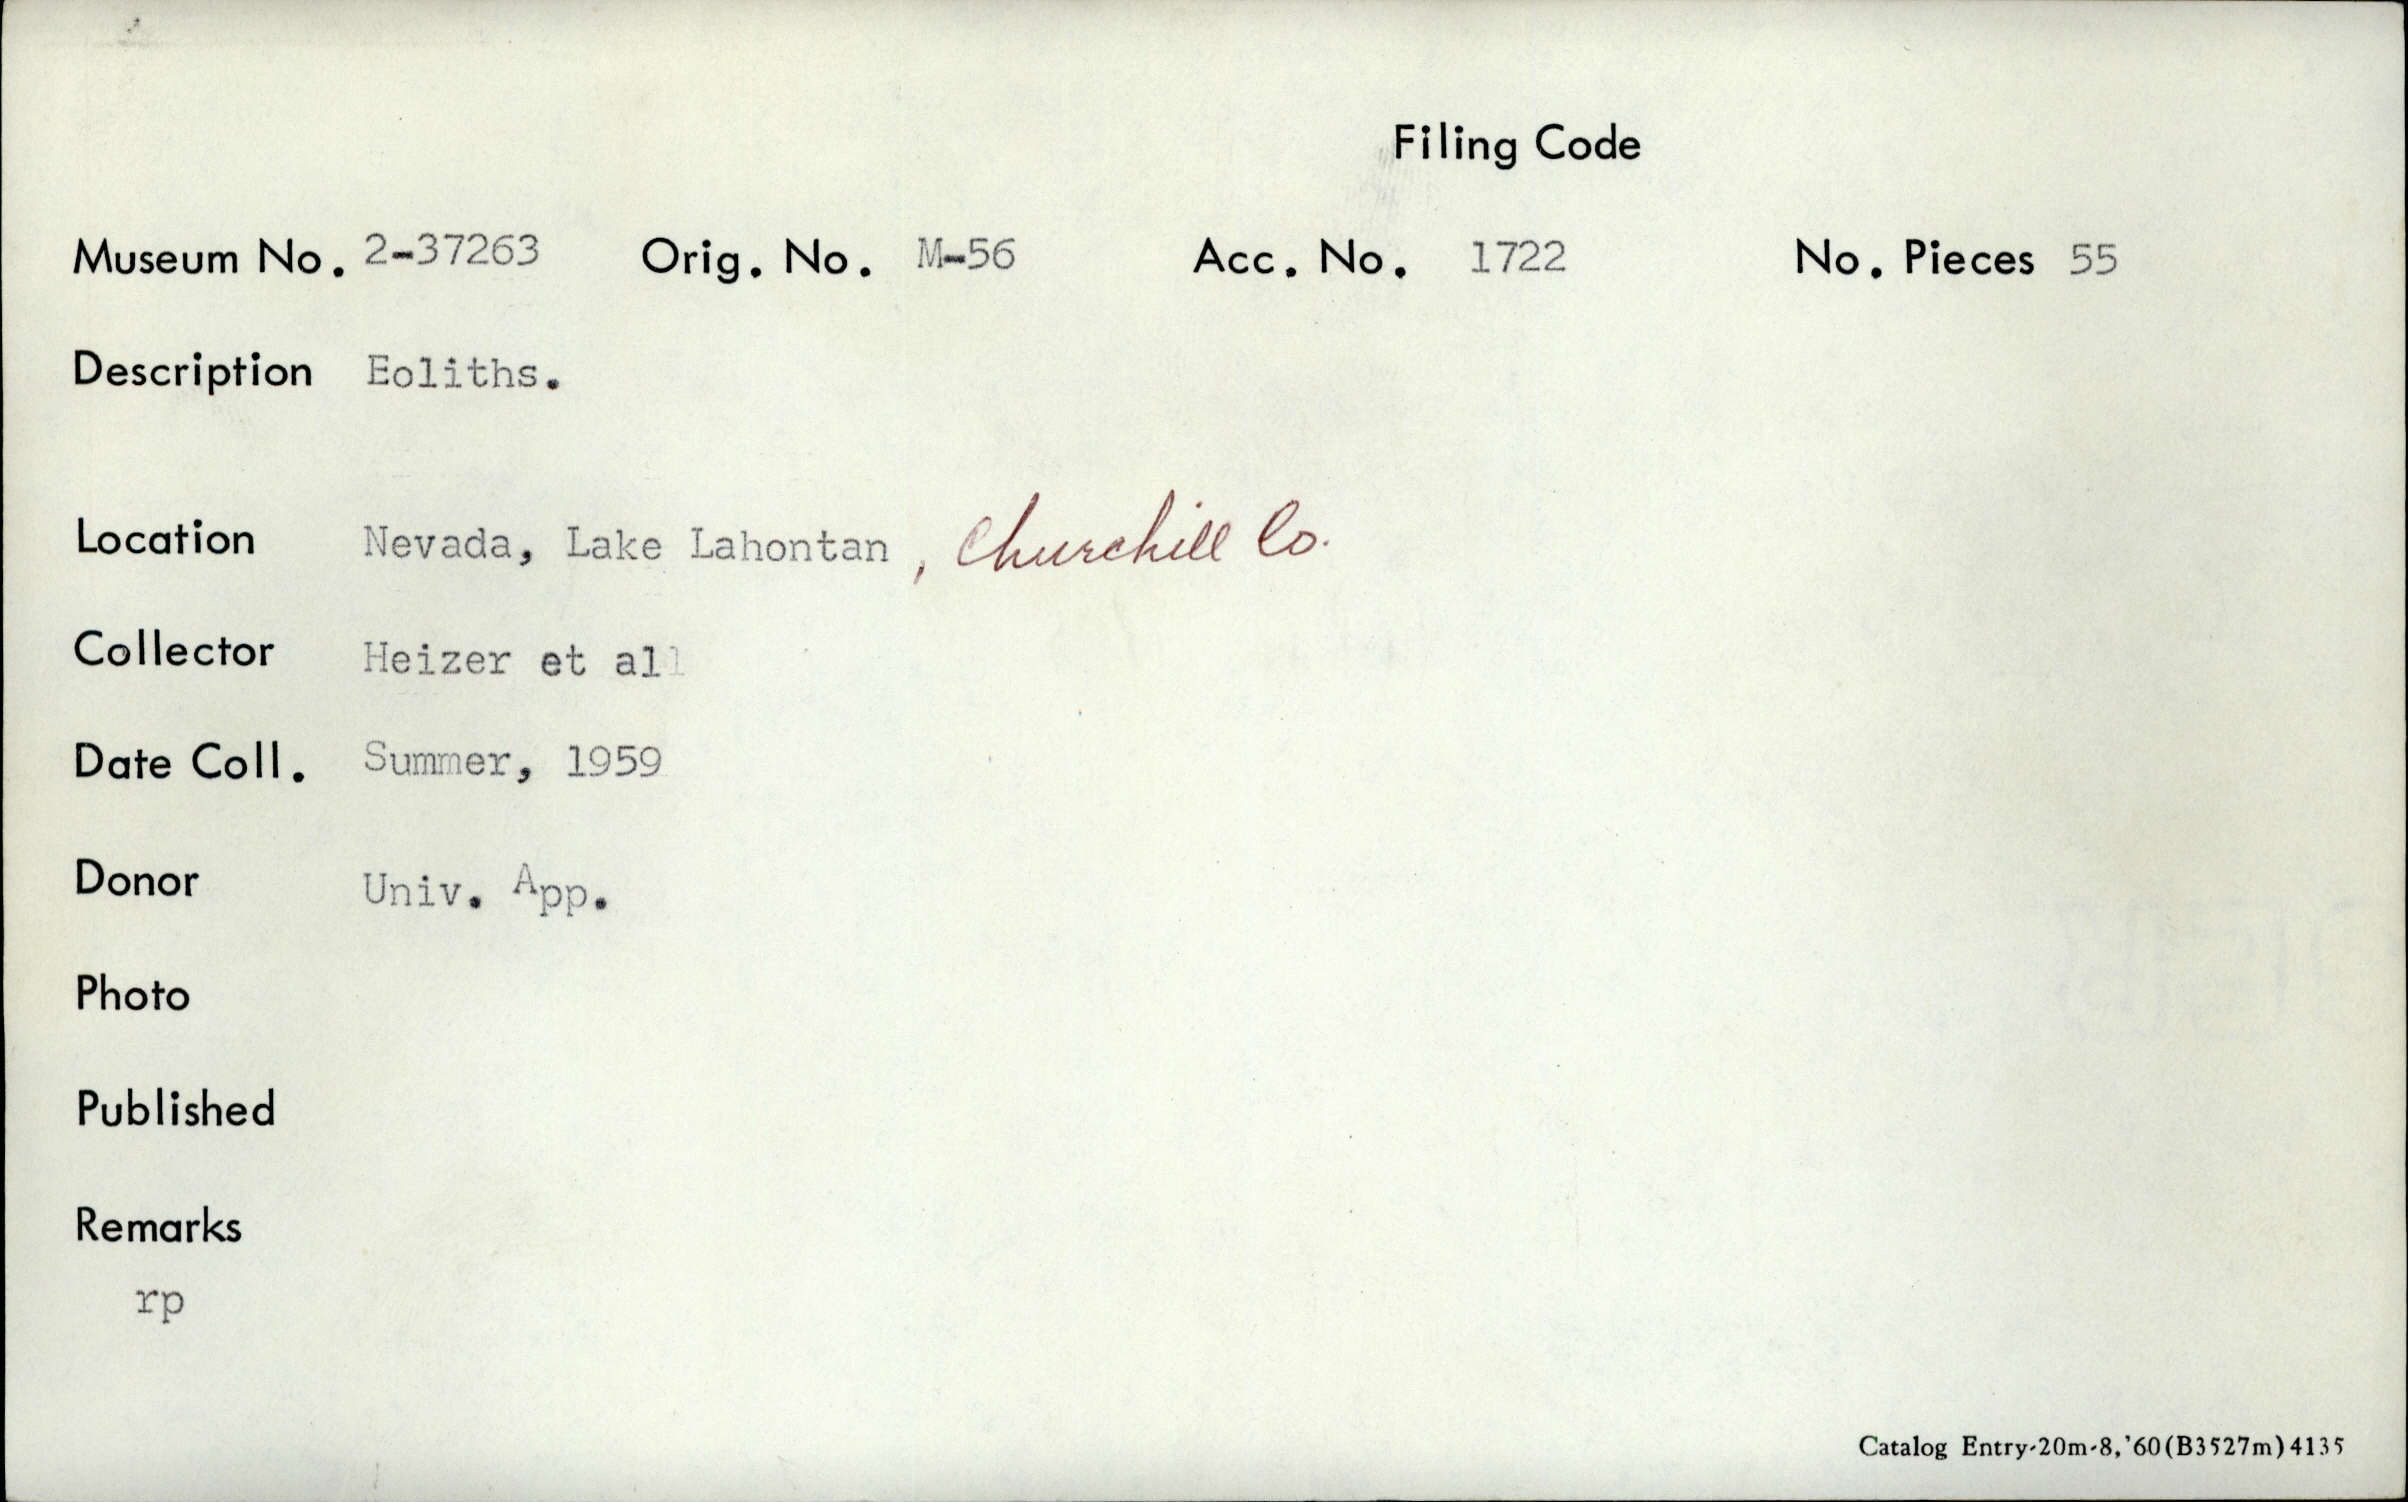 Filing Code
Museum No. 2-37263 Orig. No. M-56 Acc. No. 1722 No. Pieces 55
Description Eoliths.
Location Nevada, Lake Lahontan, Churchill Co.
Collector Heizer et all
Date Coll. Summer, 1959
Donor Univ. App.
Photo
Published
Remarks
rp
Catalog Entry-20m-8,'60(B3527m)4135